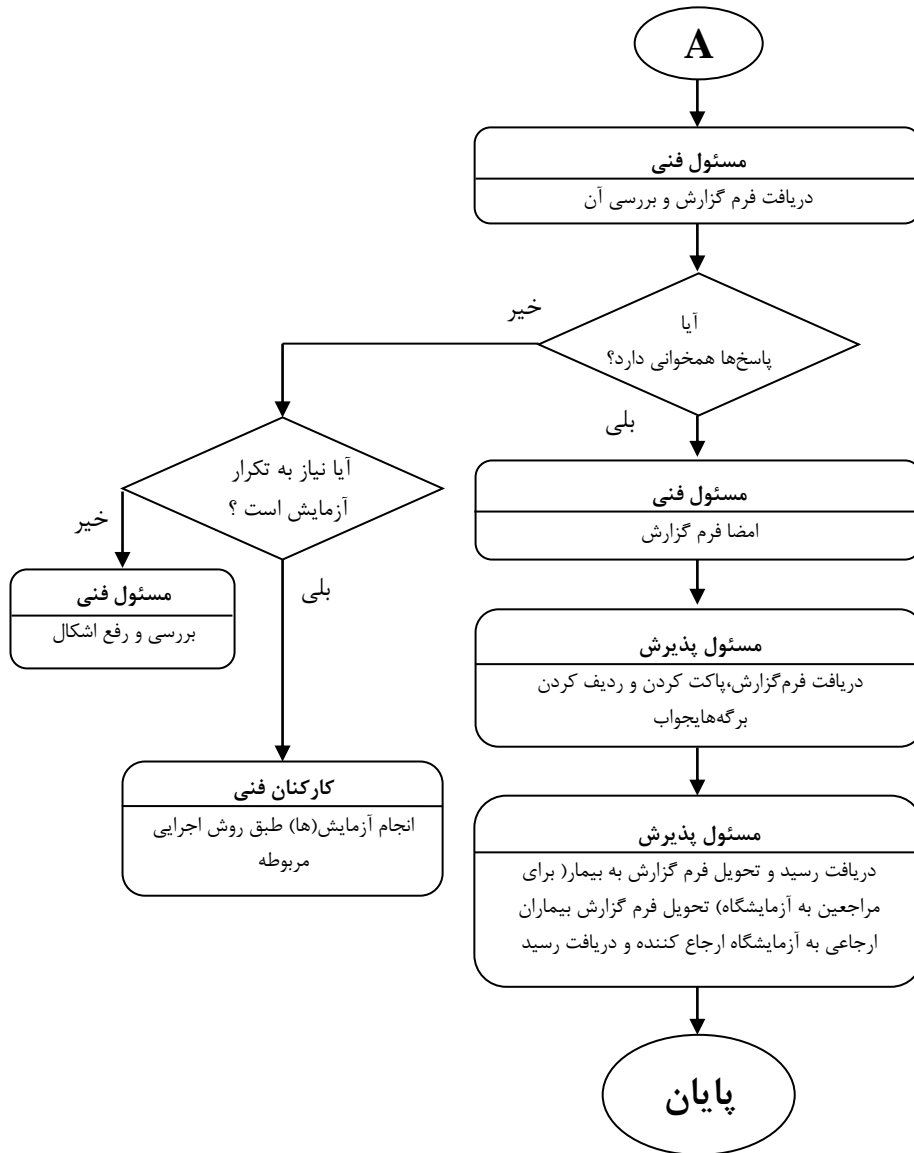 A
مسئول فنی
دریافت فرم گزارش و بررسی آن
آیا
پاسخ‌ها همخوانی دارد؟
خیر
بلی
آیا نیاز به تکرار
آزمایش است ؟
خیر
بلی
مسئول فنی
امضا فرم گزارش
مسئول فنی
بررسی و رفع اشکال
مسئول پذیرش
دریافت فرم‌گزارش،پاکت کردن و ردیف کردن
برگه‌هایجواب
کارکنان فنی
انجام آزمایش(ها) طبق روش اجرایی
مربوطه
مسئول پذیرش
دریافت رسید و تحویل فرم گزارش به بیمار( برای
مراجعین به آزمایشگاه) تحویل فرم گزارش بیماران
ارجاعی به آزمایشگاه ارجاع کننده و دریافت رسید
پایان